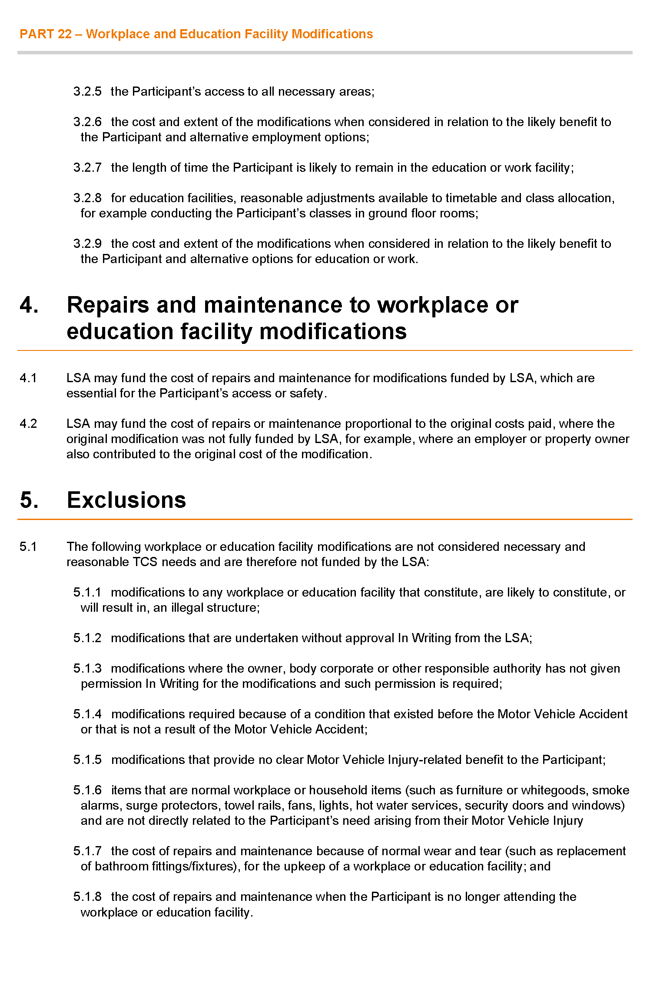 PART 22 – Workplace and Education Facility Modifications
3.2.5 the Participant’s access to all necessary areas;
3.2.6 the cost and extent of the modifications when considered in relation to the likely benefit to
the Participant and alternative employment options;
3.2.7 the length of time the Participant is likely to remain in the education or work facility;
3.2.8 for education facilities, reasonable adjustments available to timetable and class allocation,
for example conducting the Participant’s classes in ground floor rooms;
3.2.9 the cost and extent of the modifications when considered in relation to the likely benefit to
the Participant and alternative options for education or work.
4. Repairs and maintenance to workplace or
education facility modifications
4.1 LSA may fund the cost of repairs and maintenance for modifications funded by LSA, which are
essential for the Participant’s access or safety.
4.2 LSA may fund the cost of repairs or maintenance proportional to the original costs paid, where the
original modification was not fully funded by LSA, for example, where an employer or property owner
also contributed to the original cost of the modification.
5. Exclusions
5.1 The following workplace or education facility modifications are not considered necessary and
reasonable TCS needs and are therefore not funded by the LSA:
5.1.1 modifications to any workplace or education facility that constitute, are likely to constitute, or
will result in, an illegal structure;
5.1.2 modifications that are undertaken without approval In Writing from the LSA;
5.1.3 modifications where the owner, body corporate or other responsible authority has not given
permission In Writing for the modifications and such permission is required;
5.1.4 modifications required because of a condition that existed before the Motor Vehicle Accident
or that is not a result of the Motor Vehicle Accident;
5.1.5 modifications that provide no clear Motor Vehicle Injury-related benefit to the Participant;
5.1.6 items that are normal workplace or household items (such as furniture or whitegoods, smoke
alarms, surge protectors, towel rails, fans, lights, hot water services, security doors and windows)
and are not directly related to the Participant’s need arising from their Motor Vehicle Injury
5.1.7 the cost of repairs and maintenance because of normal wear and tear (such as replacement
of bathroom fittings/fixtures), for the upkeep of a workplace or education facility; and
5.1.8 the cost of repairs and maintenance when the Participant is no longer attending the
workplace or education facility.